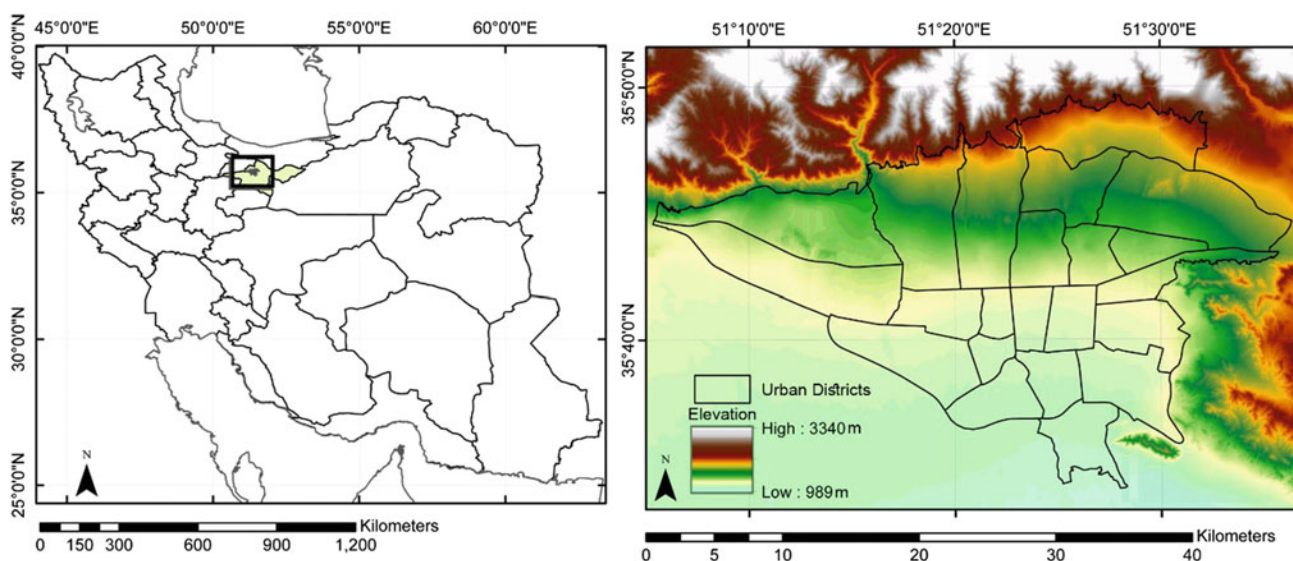 45°0'0"E 50°0'0"E 55°0'0"E 60°0'0"E
40°0'0"N
35°0'0"N
30°0'0"N
25°0'0"N
N
Kilometers
0 150 300 600 900 1,200
51°10'0"E 51°20'0"E 51°30'0"E
35°50'0"N
35°40'0"N
Urban Districts
Elevation
High : 3340 m
Low : 989 m
N
Kilometers
0 5 10 20 30 40